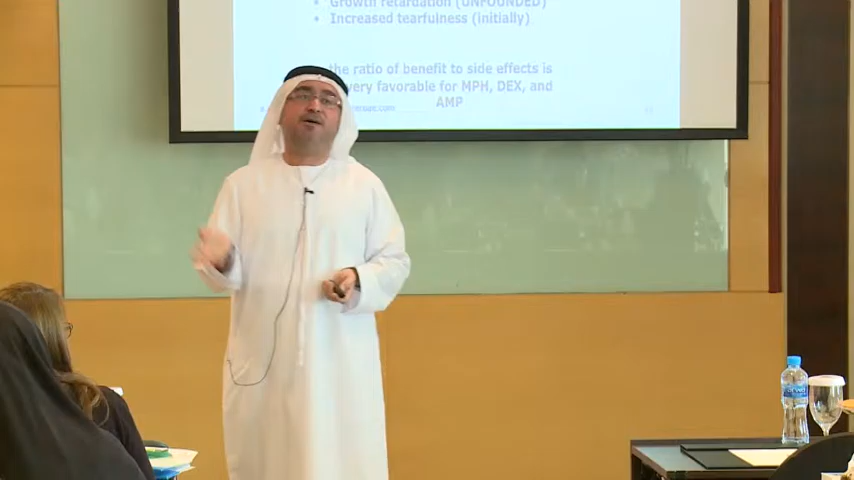 • Growth retardation (UNFOUNDED)
• Increased tearfulness (initially)
the ratio of benefit to side effects is
very favorable for MPH, DEX, and
AMP